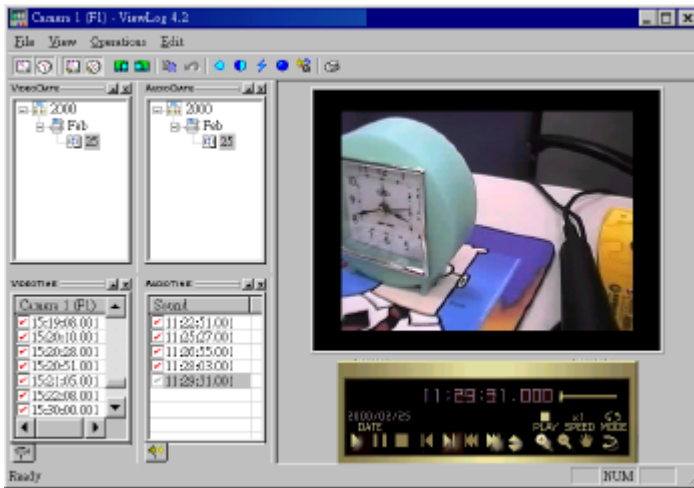 Camera 1 (F1) - ViewLog 4.2
File View Operations Edit
VideoDate
AudioDate
2000
Feb
25
2000
Feb
25
VideoTime
AudioTime
Camera 1 (F1)
15:19:08.001
15:20:10.001
15:20:28.001
15:20:51.001
15:21:05.001
15:22:08.001
15:30:00.001
Sound
11:22:51.001
11:25:27.001
11:26:55.001
11:28:03.001
11:29:31.001
11:29:31.000
2000/02/25
DATE
x1
PLAY SPEED MODE
Ready
NUM